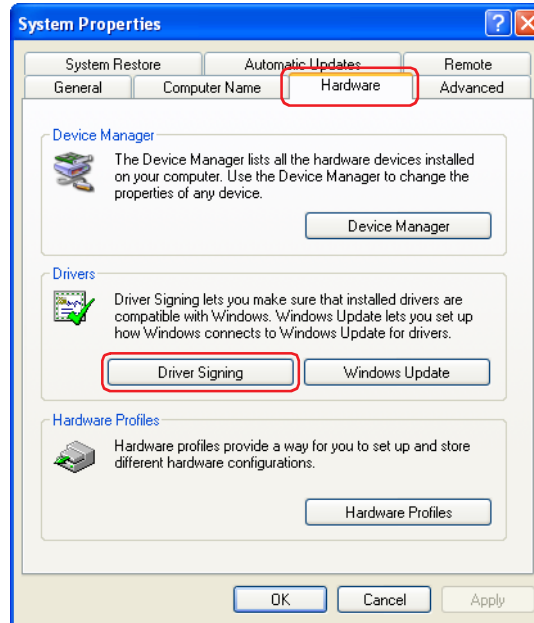 System Properties
System Restore Automatic Updates Remote
General Computer Name Hardware Advanced
Device Manager
The Device Manager lists all the hardware devices installed
on your computer. Use the Device Manager to change the
properties of any device.
Device Manager
Drivers
Driver Signing lets you make sure that installed drivers are
compatible with Windows. Windows Update lets you set up
how Windows connects to Windows Update for drivers.
Driver Signing Windows Update
Hardware Profiles
Hardware profiles provide a way for you to set up and store
different hardware configurations.
Hardware Profiles
OK Cancel Apply